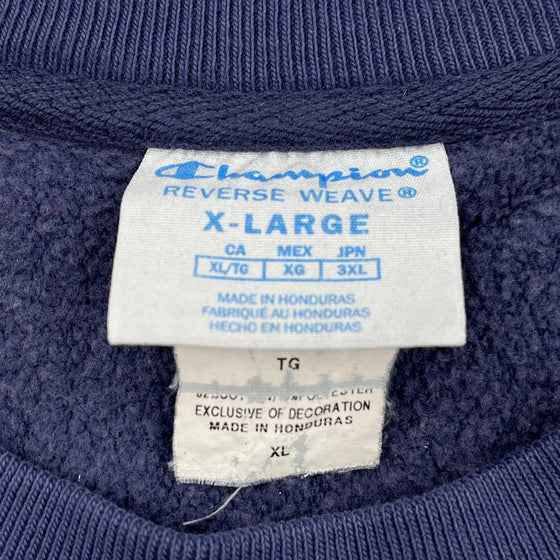 Champion®
REVERSE WEAVE®
X-LARGE
CA MEX JPN
XL/TG XG 3XL
MADE IN HONDURAS
FABRIQUÉ AU HONDURAS
HECHO EN HONDURAS
TG
EXCLUSIVE OF DECORATION
MADE IN HONDURAS
XL